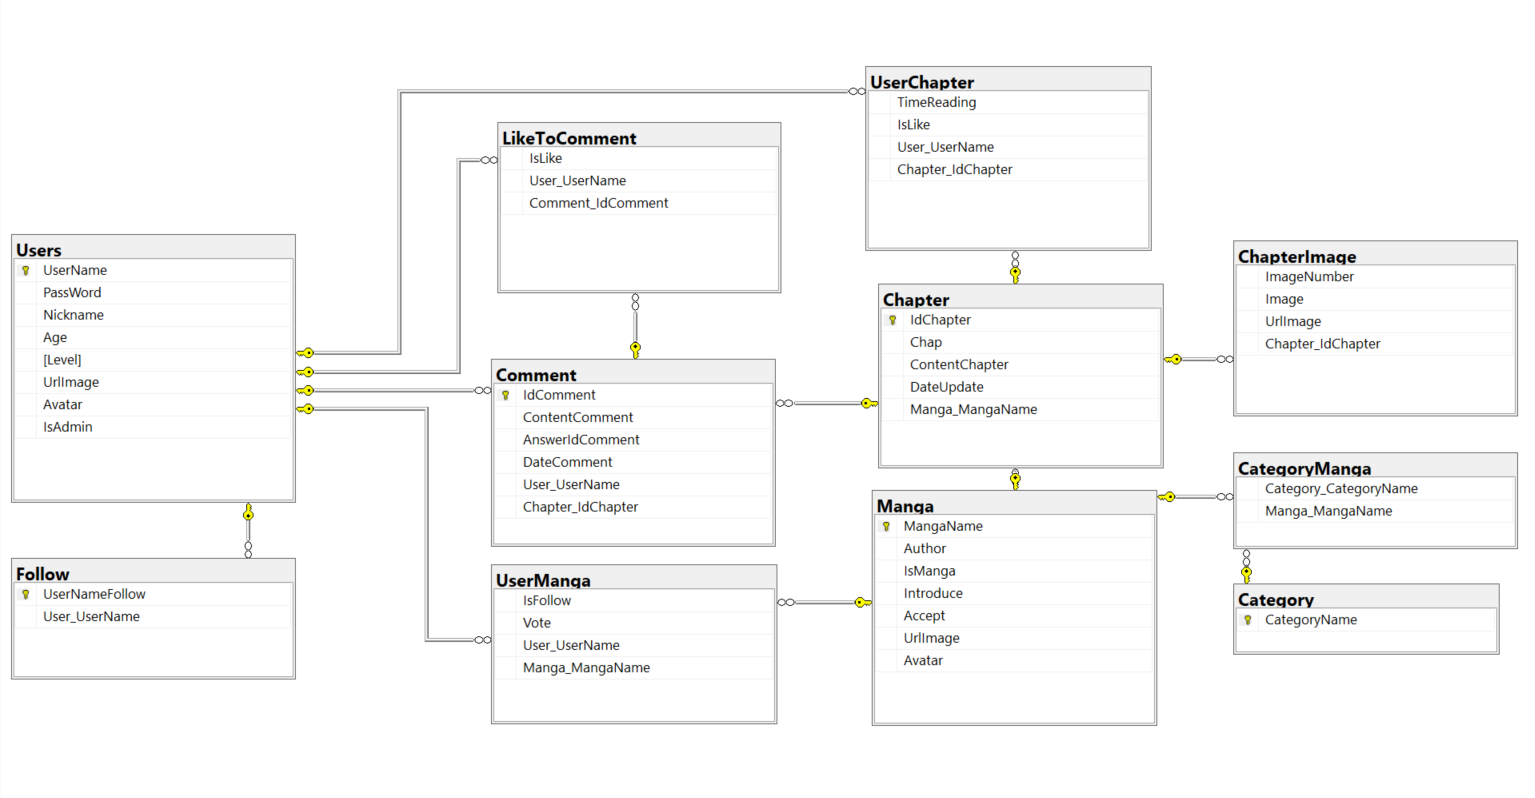 UserChapter
TimeReading
IsLike
User_UserName
Chapter_IdChapter
LikeToComment
IsLike
User_UserName
Comment_IdComment
Users
UserName
PassWord
Nickname
Age
[Level]
UrlImage
Avatar
IsAdmin
ChapterImage
ImageNumber
Image
UrlImage
Chapter_IdChapter
Chapter
IdChapter
Chap
ContentChapter
DateUpdate
Manga_MangaName
Comment
IdComment
ContentComment
AnswerIdComment
DateComment
User_UserName
Chapter_IdChapter
CategoryManga
Category_CategoryName
Manga_MangaName
Manga
MangaName
Author
IsManga
Introduce
Accept
UrlImage
Avatar
Follow
UserNameFollow
User_UserName
UserManga
IsFollow
Vote
User_UserName
Manga_MangaName
Category
CategoryName